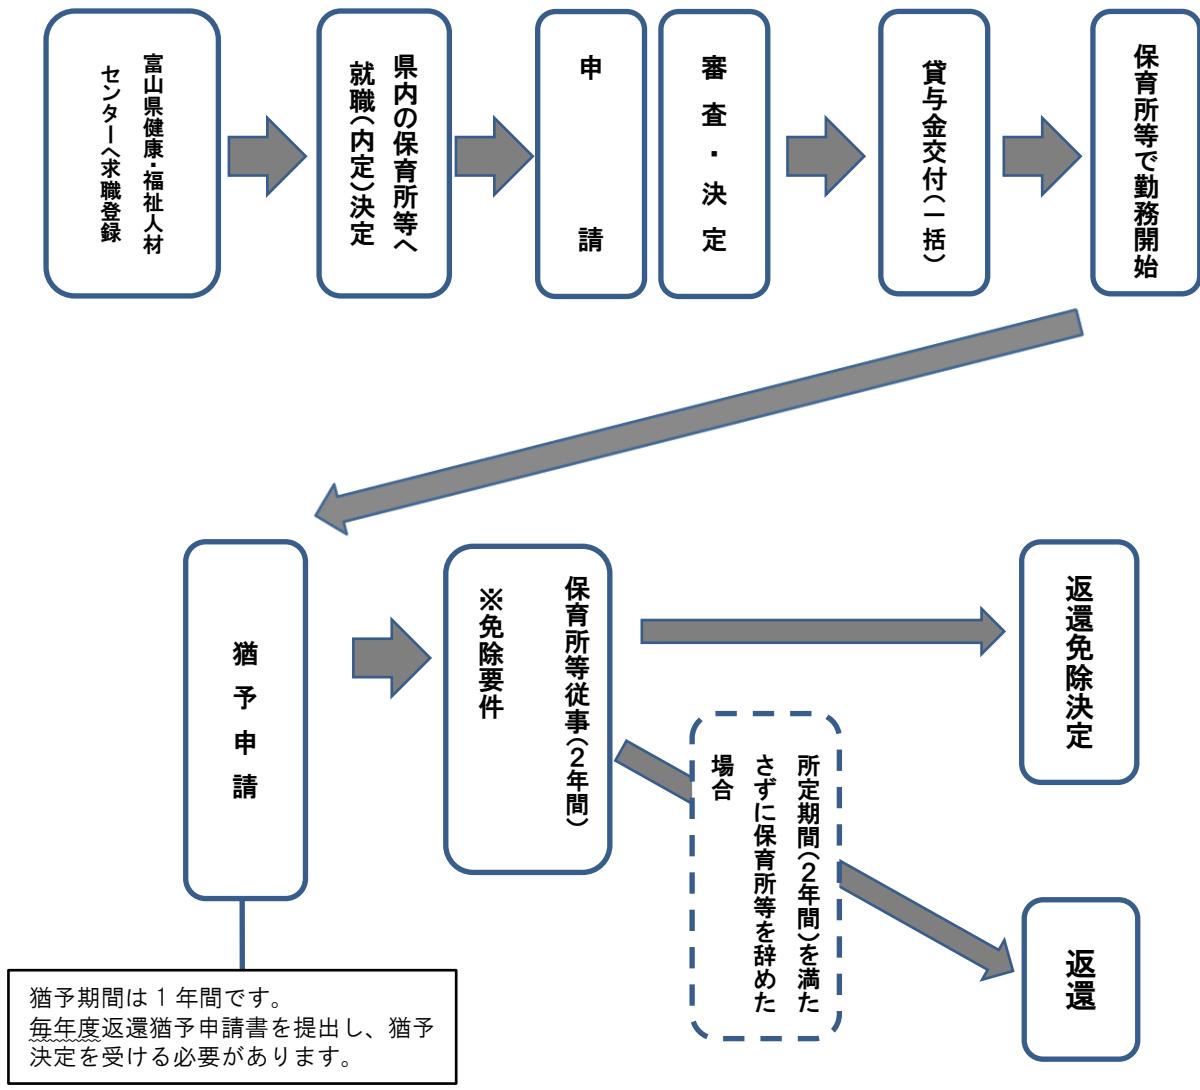 富山県健康・福祉人材
センターへ求職登録
県内の保育所等へ
就職(内定)決定
申請
審査・決定
貸与金交付(一括)
保育所等で勤務開始
猶予申請
保育所等従事(2年間)
※免除要件
返還免除決定
所定期間(2年間)を満た
さずに保育所等を辞めた
場合
返還
猶予期間は1年間です。
毎年度返還猶予申請書を提出し、猶予
決定を受ける必要があります。